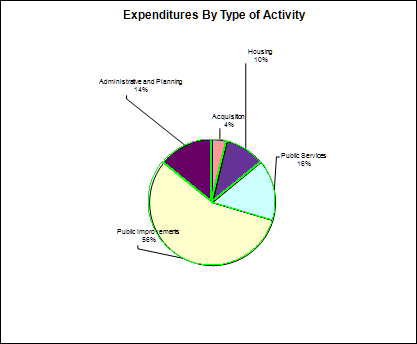 Expenditures By Type of Activity
Housing
10%
Administrative and Planning
14%
Acquisition
4%
Public Services
16%
Public Improvements
56%